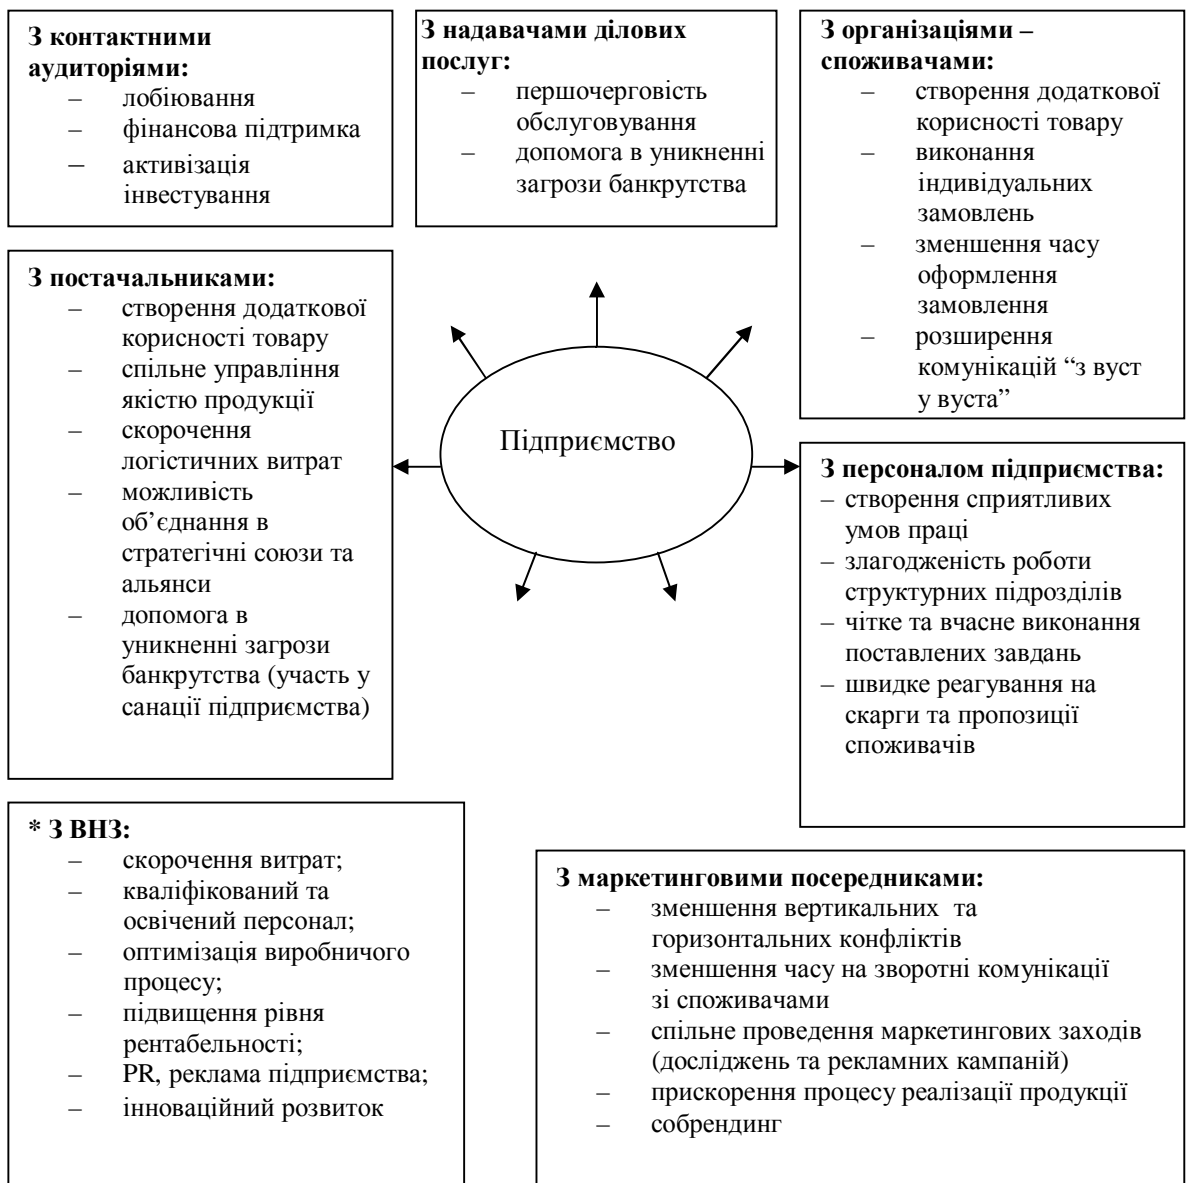 З контактними
аудиторіями:
– лобіювання
– фінансова підтримка
– активізація
інвестування
З надавачами ділових
послуг:
– першочерговість
обслуговування
– допомога в уникненні
загрози банкрутства
З організаціями –
споживачами:
– створення додаткової
корисності товару
– виконання
індивідуальних
замовлень
– зменшення часу
оформлення
замовлення
– розширення
комунікацій “з вуст
у вуста”
З постачальниками:
– створення додаткової
корисності товару
– спільне управління
якістю продукції
– скорочення
логістичних витрат
– можливість
об’єднання в
стратегічні союзи та
альянси
– допомога в
уникненні загрози
банкрутства (участь у
санації підприємства)
Підприємство
З персоналом підприємства:
– створення сприятливих
умов праці
– злагодженість роботи
структурних підрозділів
– чітке та вчасне виконання
поставлених завдань
– швидке реагування на
скарги та пропозиції
споживачів
* З ВНЗ:
– скорочення витрат;
– кваліфікований та
освічений персонал;
– оптимізація виробничого
процесу;
– підвищення рівня
рентабельності;
– PR, реклама підприємства;
– інноваційний розвиток
З маркетинговими посередниками:
– зменшення вертикальних та
горизонтальних конфліктів
– зменшення часу на зворотні комунікації
зі споживачами
– спільне проведення маркетингових заходів
(досліджень та рекламних кампаній)
– прискорення процесу реалізації продукції
– собрендинг